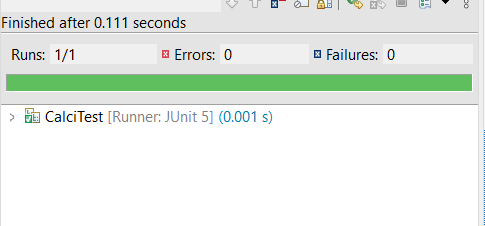 Finished after 0.111 seconds
Runs: 1/1 Errors: 0 Failures: 0
CalciTest [Runner: JUnit 5] (0.001 s)